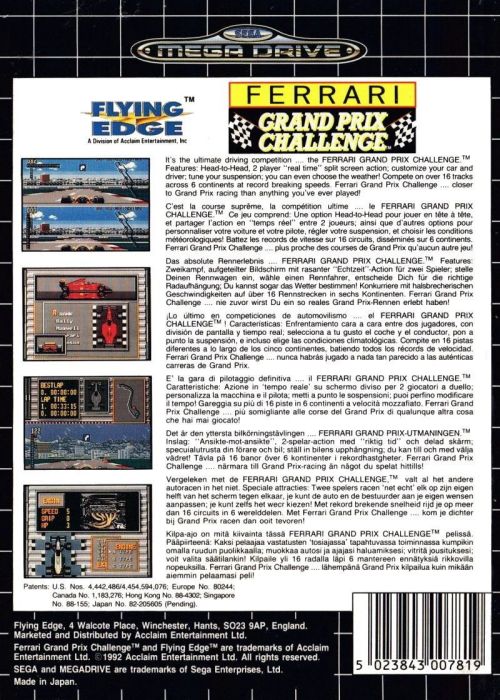 SEGA
MEGA DRIVE
FLYING
EDGE™
A Division of Acclaim Entertainment, Inc
FERRARI
GRAND PRIX
CHALLENGE™
It's the ultimate driving competition .... the FERRARI GRAND PRIX CHALLENGE.™
Features: Head-to-Head, 2 player "real time" split screen action; customize your car and
driver; tune your suspension; you can even choose the weather! Compete on over 16 tracks
across 6 continents at record breaking speeds. Ferrari Grand Prix Challenge .... closer
to Grand Prix racing than anything you've ever played!
C'est la course suprême, la compétition ultime .... le FERRARI GRAND PRIX
CHALLENGE.™ Ce jeu comprend: Une option Head-to-Head pour jouer en tête à tête,
et partager l'action en "temps réel" entre 2 joueurs; ainsi que d'autres options pour
personnaliser votre voiture et votre pilote, régler votre suspension, et choisir les conditions
météorologiques! Battez les records de vitesse sur 16 circuits, disséminés sur 6 continents.
Ferrari Grand Prix Challenge .... plus proche des courses de Grand Prix qu'aucun autre jeu!
Das absolute Rennerlebnis .... FERRARI GRAND PRIX CHALLENGE.™ Features:
Zweikampf, aufgeteilter Bildschirm mit rasanter "Echtzeit"-Action für zwei Spieler; stelle
Deinen Rennwagen ein, wähle einen Rennfahrer, entscheide Dich für die richtige
Radaufhängung; Du kannst sogar das Wetter bestimmen! Konkurriere mit halsbrecherischen
Geschwindigkeiten auf über 16 Rennstrecken in sechs Kontinenten. Ferrari Grand Prix
Challenge .... nie zuvor wirst Du ein so reales Grand Prix-Rennen erlebt haben!
¡Lo último en competiciones de automovilismo .... el FERRARI GRAND PRIX
CHALLENGE™ ! Características: Enfrentamiento cara a cara entre dos jugadores, con
división de pantalla y tiempo real; selecciona a tu gusto el coche y el conductor, pon a
punto la suspensión, e incluso elige las condiciones climatológicas. Compite en 16 pistas
diferentes a lo largo de los cinco continentes, batiendo todos los récords de velocidad.
Ferrari Grand Prix Challenge .... nunca habrás jugado a nada tan parecido a las auténticas
carreras de Grand Prix.
E' la gara di pilotaggio definitiva .... il FERRARI GRAND PRIX CHALLENGE.™
Caratteristiche: Azione in 'tempo reale' su schermo diviso per 2 giocatori a duello;
personalizza la macchina e il pilota; metti a punto le sospensioni; puoi perfino modificare
il tempo! Gareggia su più di 16 piste in 6 continenti a velocità mozzafiato. Ferrari Grand
Prix Challenge .... più somigliante alle corse del Grand Prix di qualunque altra cosa
che hai mai giocato!
Det är den yttersta bilkörningstävlingen .... FERRARI GRAND PRIX-UTMANINGEN.™
Inslag: "Ansikte-mot-ansikte", 2-spelar-action med "riktig tid" och delad skärm;
specialutrusta din förare och bil; ställ in bilens upphängning; du kan till och med välja
vädret! Tävla på 16 banor över 6 kontinenter i rekordhastgheter. Ferrari Grand Prix
Challenge .... närmara till Grand Prix-racing än något du spelat hittills!
Vergeleken met de FERRARI GRAND PRIX CHALLENGE,™ valt al het andere
autoracen in het niet. Speciale attracties: Twee spelers racen 'net echt' elk op zijn eigen
helft van het scherm tegen elkaar, je kunt de auto en de bestuurder aan je eigen wensen
aanpassen; je kunt zelfs het wecr kiezen! Met rekord brekende snelheid rijd je op meer
dan 16 circuits in 6 werelddelen. Met Ferrari Grand Prix Challenge .... kom je dichter
bij Grand Prix racen dan ooit tevoren!
Kilpa-ajo on mitä kiivainta tässä FERRARI GRAND PRIX CHALLENGE™ pelissä.
Pääpiirteenä: Kaksi pelaajaa vastatusten 'tosiajassa' tapahtuvassa toiminnassa kumpikin
omalla ruudun puolikkaalla; muokkaa autosi ja ajajasi haluamiksesi; vitritä jousituksesi;
voit valita säätilankin! Kilpaile yli 16 radalla läpi 6 mantereen ennätyksiä rikkovilla
nopeuksilla. Ferrari Grand Prix Challenge .... lähempänä Grand Prix kilpailua kuin mikään
aiemmin pelaamasi peli!
BESTLAP
0. 00:00:00
LAP TIME
1. 00:33:15
0. 00:00:00
ENGINE
SPEED 5
GRIP 3
HP 3
ENGINE
Patents: U.S. Nos. 4,442,486/4,454,594,076; Europe No. 80244;
Canada No. 1,183,276; Hong Kong No. 88-4302; Singapore
No. 88-155; Japan No. 82-205605 (Pending).
Flying Edge, 4 Walcote Place, Winchester, Hants, SO23 9AP, England.
Marketed and Distributed by Acclaim Entertainment Ltd.
Ferrari Grand Prix Challenge™ and Flying Edge™ are trademarks of Acclaim
Entertainment Ltd. ©1992 Acclaim Entertainment Ltd. All rights reserved.
SEGA and MEGADRIVE are trademarks of Sega Enterprises, Ltd.
Made in Japan.
5 023843 007819